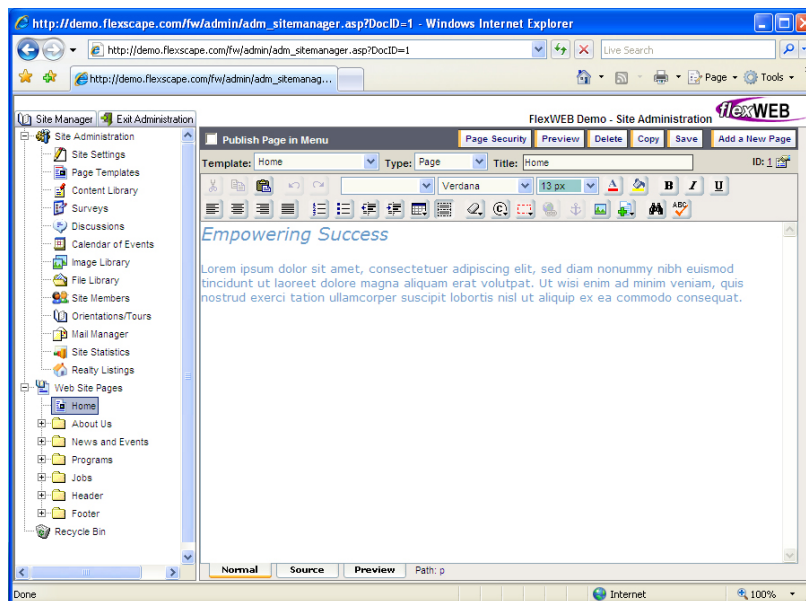 http://demo.flexscape.com/fw/admin/adm_sitemanager.asp?DocID=1 - Windows Internet Explorer
http://demo.flexscape.com/fw/admin/adm_sitemanager.asp?DocID=1
Live Search
http://demo.flexscape.com/fw/admin/adm_sitemanag...
Page
Tools
Site Manager
Exit Administration
FlexWEB Demo - Site Administration
flexWEB
Site Administration
Site Settings
Page Templates
Content Library
Surveys
Discussions
Calendar of Events
Image Library
File Library
Site Members
Orientations/Tours
Mail Manager
Site Statistics
Realty Listings
Web Site Pages
Home
About Us
News and Events
Programs
Jobs
Header
Footer
Recycle Bin
Publish Page in Menu
Page Security
Preview
Delete
Copy
Save
Add a New Page
Template: Home
Type: Page
Title: Home
ID: 1
Verdana
13 px
A
B I U
ABC
Empowering Success
Lorem ipsum dolor sit amet, consectetuer adipiscing elit, sed diam nonummy nibh euismod
tincidunt ut laoreet dolore magna aliquam erat volutpat. Ut wisi enim ad minim veniam, quis
nostrud exerci tation ullamcorper suscipit lobortis nisl ut aliquip ex ea commodo consequat.
Normal
Source
Preview
Path: p
Done
Internet
100%